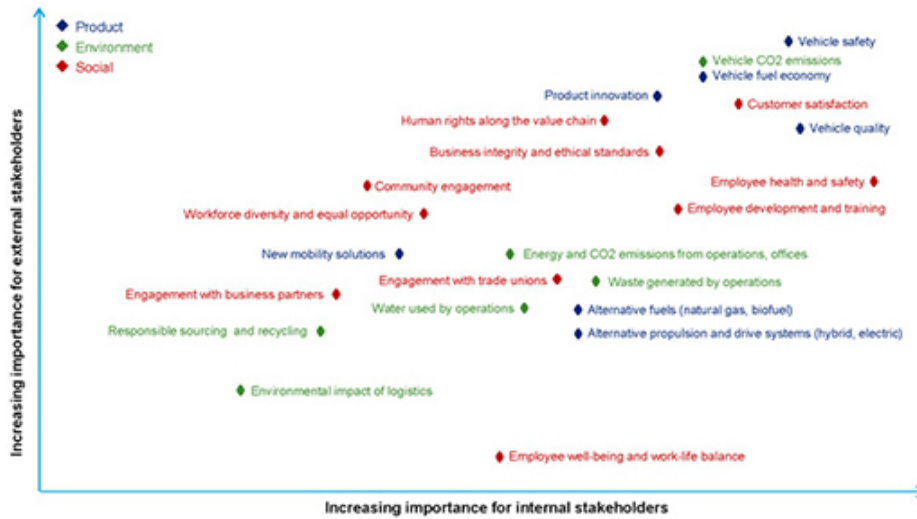 Product
Environment
Social
Vehicle safety
Vehicle CO2 emissions
Vehicle fuel economy
Product innovation
Customer satisfaction
Human rights along the value chain
Vehicle quality
Business integrity and ethical standards
Employee health and safety
Community engagement
Employee development and training
Workforce diversity and equal opportunity
New mobility solutions
Energy and CO2 emissions from operations, offices
Engagement with trade unions
Waste generated by operations
Engagement with business partners
Water used by operations
Alternative fuels (natural gas, biofuel)
Responsible sourcing and recycling
Alternative propulsion and drive systems (hybrid, electric)
Environmental impact of logistics
Employee well-being and work-life balance
Increasing importance for external stakeholders
Increasing importance for internal stakeholders